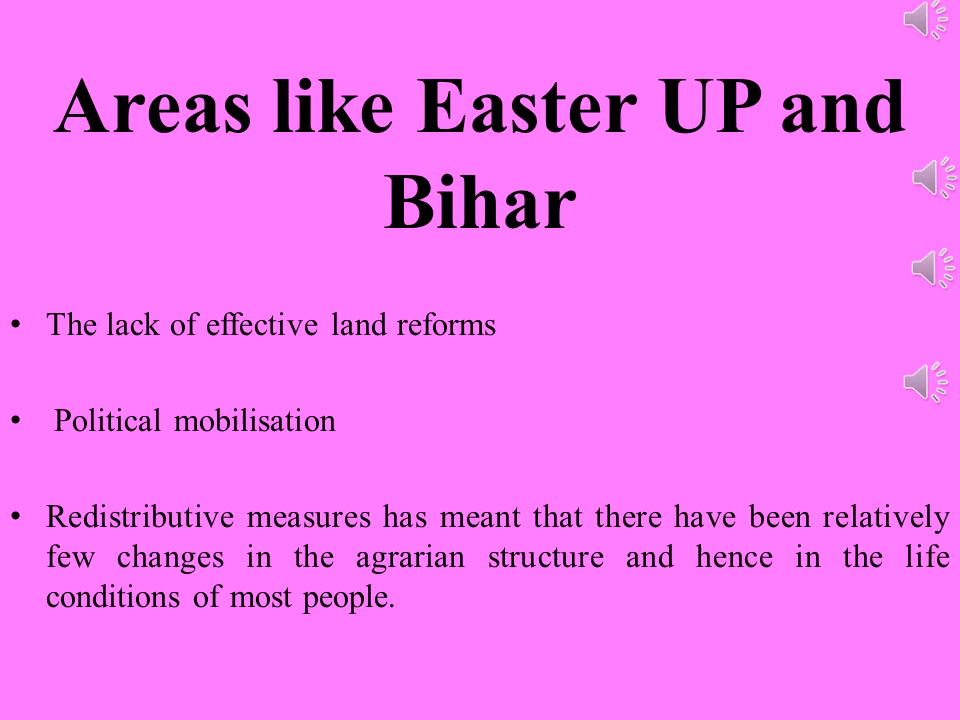 Areas like Easter UP and
Bihar
• The lack of effective land reforms
• Political mobilisation
• Redistributive measures has meant that there have been relatively
few changes in the agrarian structure and hence in the life
conditions of most people.